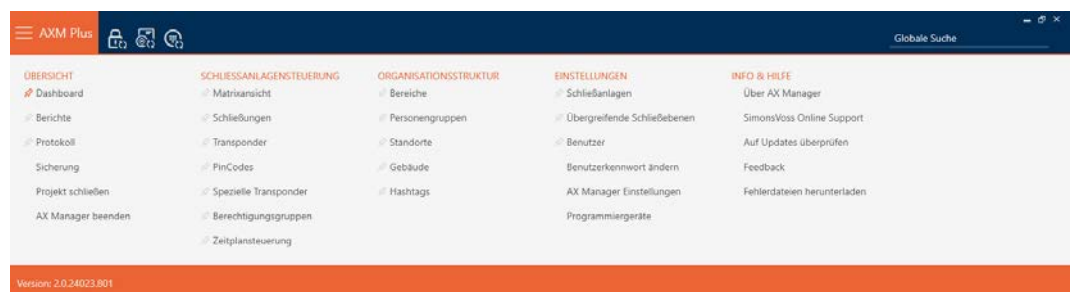 AXM Plus
Globale Suche
ÜBERSICHT
Dashboard
Berichte
Protokoll
Sicherung
Projekt schließen
AX Manager beenden
SCHLIESSANLAGENSTEUERUNG
Matrixansicht
Schließungen
Transponder
PinCodes
Spezielle Transponder
Berechtigungsgruppen
Zeitplansteuerung
ORGANISATIONSSTRUKTUR
Bereiche
Personengruppen
Standorte
Gebäude
Hashtags
EINSTELLUNGEN
Schließanlagen
Übergreifende Schließebenen
Benutzer
Benutzerkennwort ändern
AX Manager Einstellungen
Programmiergeräte
INFO & HILFE
Über AX Manager
SimonsVoss Online Support
Auf Updates überprüfen
Feedback
Fehlerdateien herunterladen
Version: 2.0.24023.801